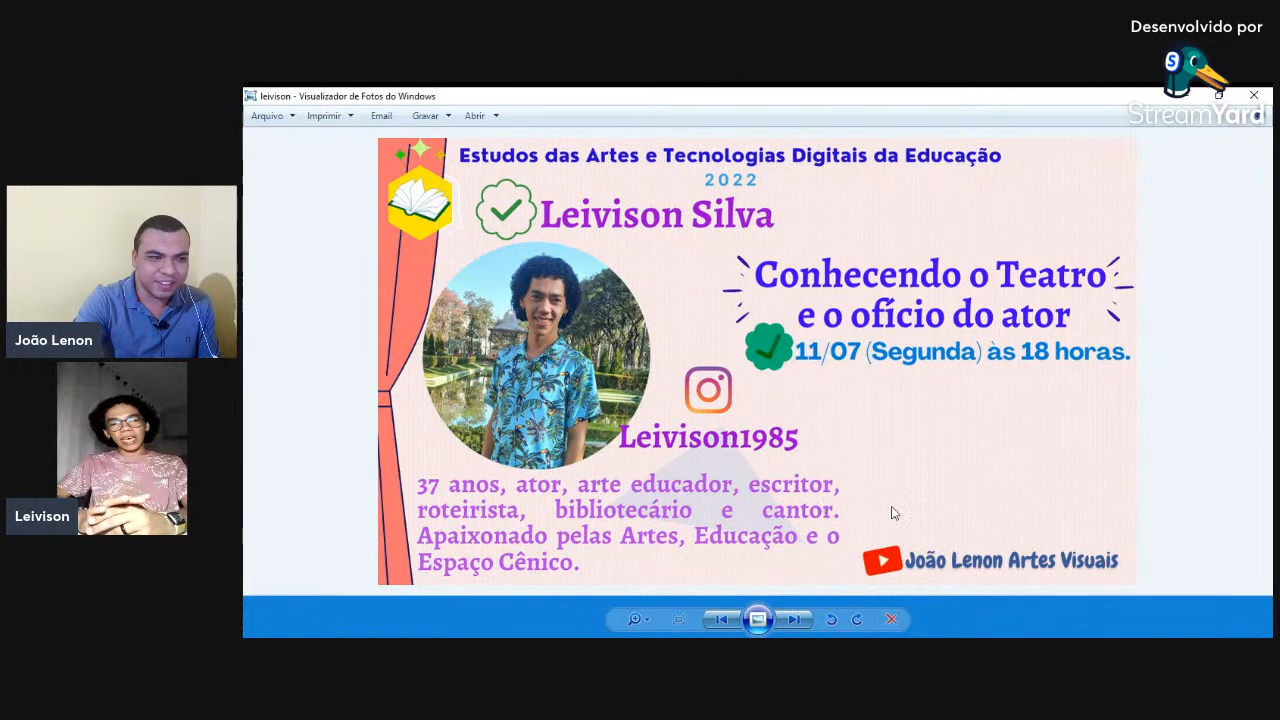 Desenvolvido por
StreamYard
leivison - Visualizador de Fotos do Windows
Arquivo Imprimir Email Gravar Abrir
Estudos das Artes e Tecnologias Digitais da Educação
2022
Leivison Silva
Conhecendo o Teatro
e o ofício do ator
11/07 (Segunda) às 18 horas.
Leivison1985
37 anos, ator, arte educador, escritor,
roteirista, bibliotecário e cantor.
Apaixonado pelas Artes, Educação e o
Espaço Cênico.
João Lenon Artes Visuais
João Lenon
Leivison